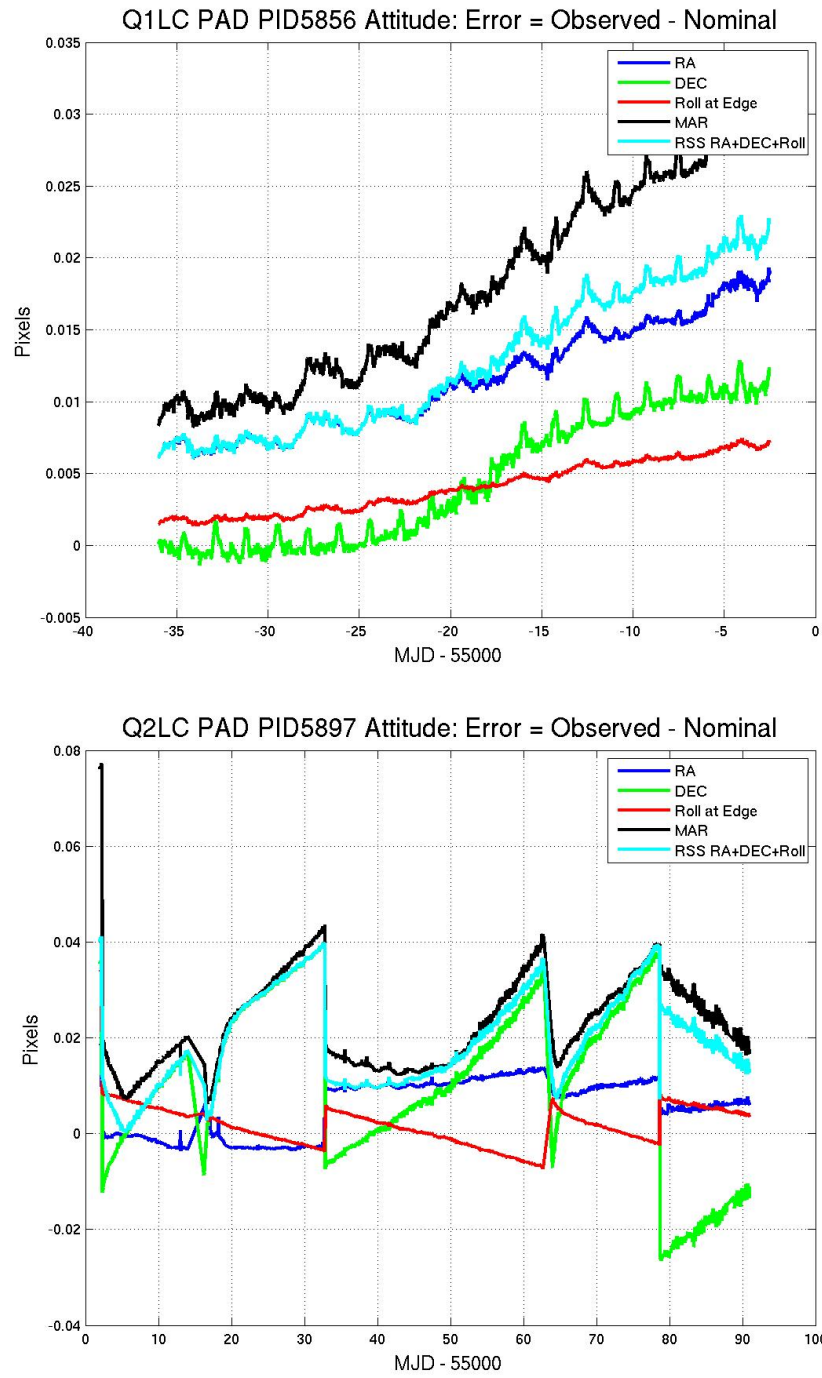 Q1LC PAD PID5856 Attitude: Error = Observed - Nominal
0.035
0.03
0.025
0.02
0.015
0.01
0.005
0
-0.005
Pixels
RA
DEC
Roll at Edge
MAR
RSS RA+DEC+Roll
-40 -35 -30 -25 -20 -15 -10 -5 0
MJD - 55000
Q2LC PAD PID5897 Attitude: Error = Observed - Nominal
0.08
0.06
0.04
0.02
0
-0.02
-0.04
Pixels
RA
DEC
Roll at Edge
MAR
RSS RA+DEC+Roll
0 10 20 30 40 50 60 70 80 90 100
MJD - 55000